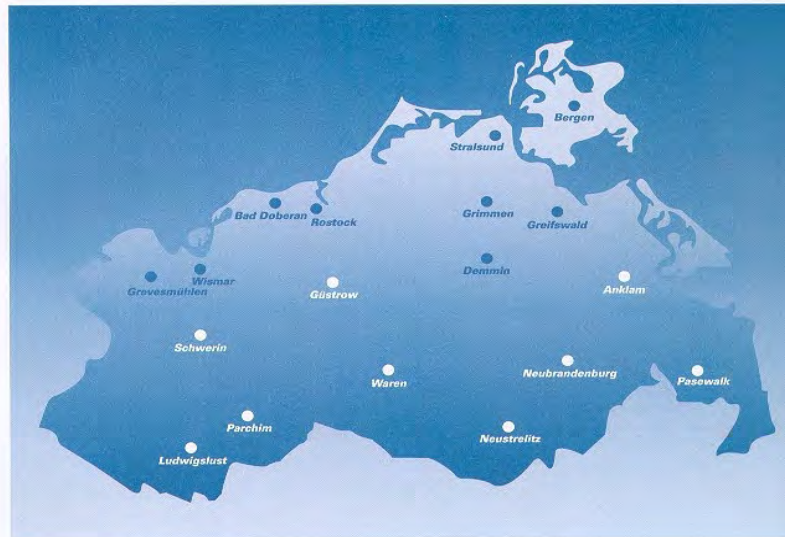 Bergen
Stralsund
Bad Doberan
Rostock
Grimmen
Greifswald
Wismar
Grevesmühlen
Demmin
Güstrow
Anklam
Schwerin
Waren
Neubrandenburg
Pasewalk
Parchim
Neustrelitz
Ludwigslust